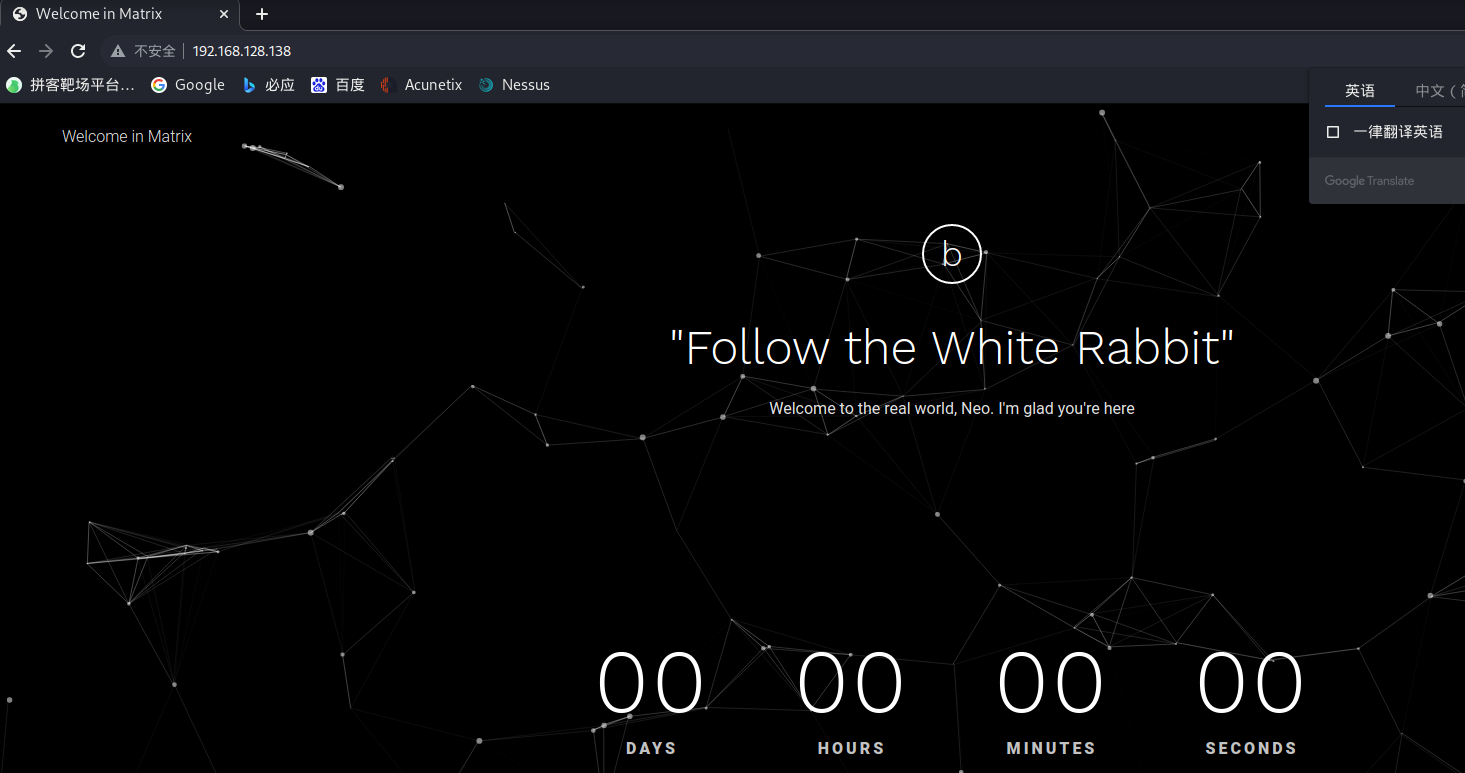 Welcome in Matrix
不安全 192.168.128.138
拼客靶场平台... Google 必应 百度 Acunetix Nessus
英语 中文（简
一律翻译英语
Google Translate
Welcome in Matrix
b
"Follow the White Rabbit"
Welcome to the real world, Neo. I'm glad you're here
00 00 00 00
DAYS HOURS MINUTES SECONDS